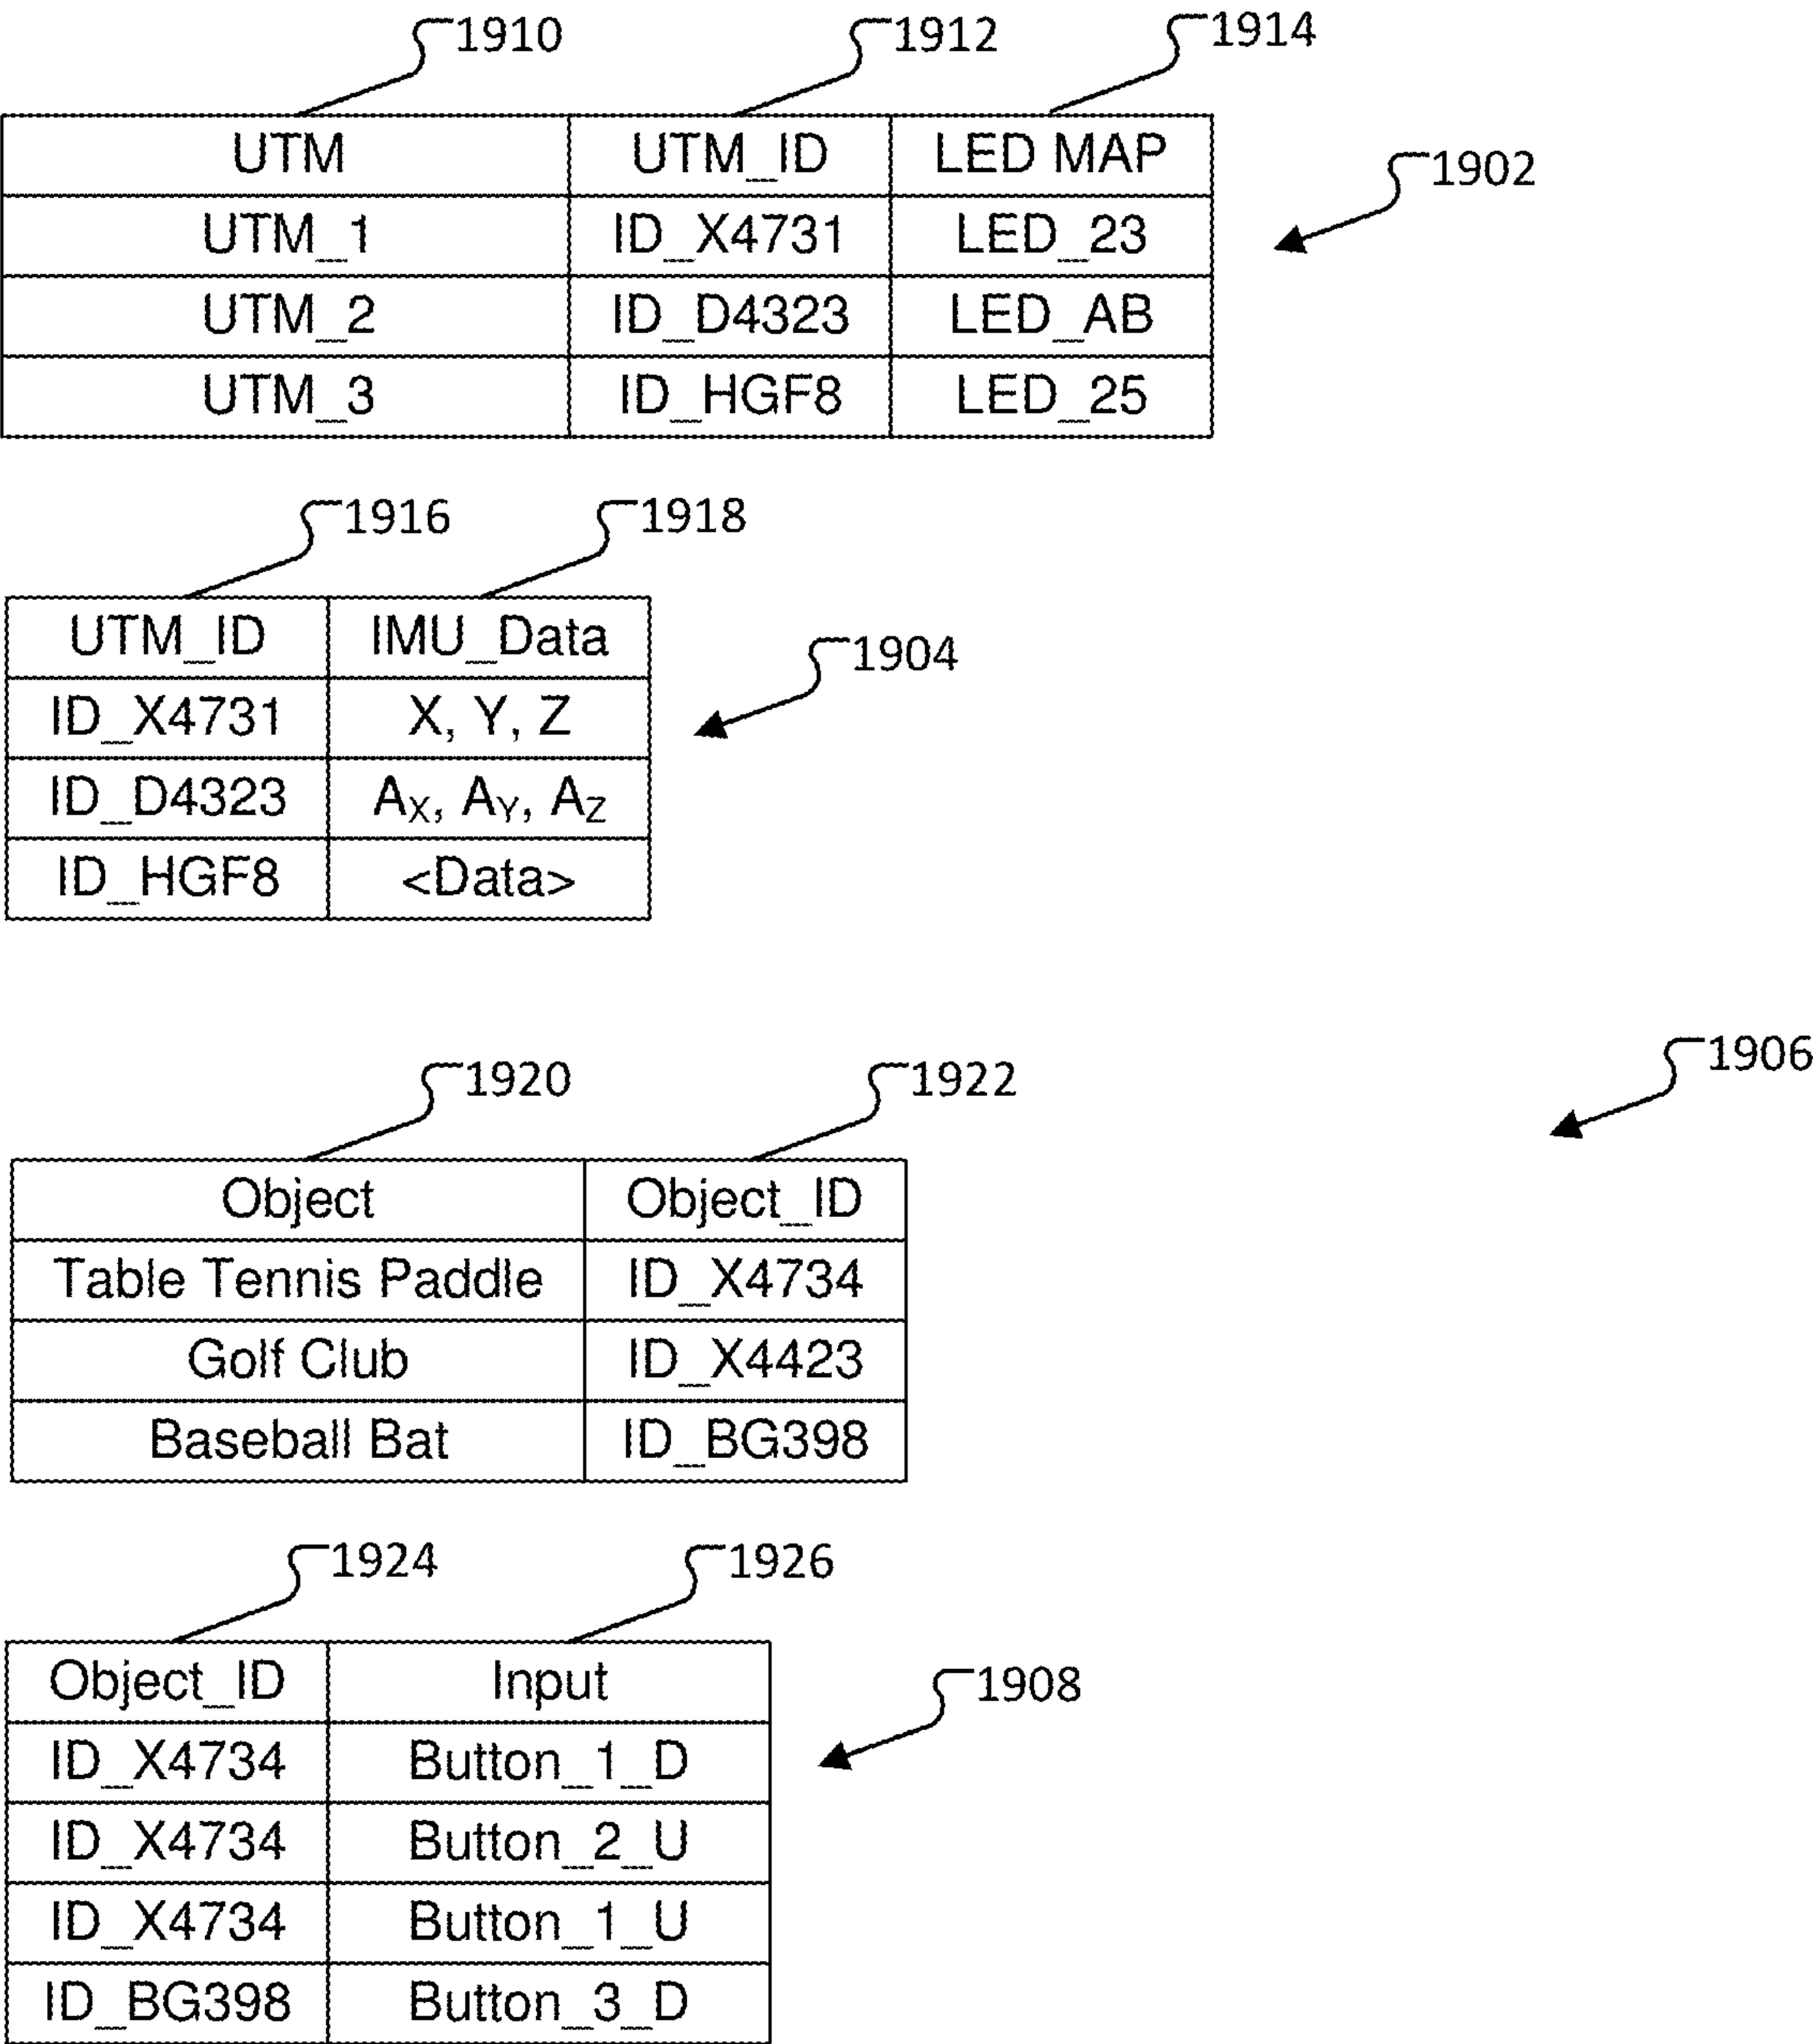 1910 1912 1914
UTM UTM_ID LED MAP
1902
UTM_1 ID_X4731 LED_23
UTM_2 ID_D4323 LED_AB
UTM_3 ID_HGF8 LED_25
1916 1918
UTM_ID IMU_Data
1904
ID_X4731 X, Y, Z
ID_D4323 AX, AY, AZ
ID_HGF8 <Data>
1906
1920 1922
Object Object_ID
Table Tennis Paddle ID_X4734
Golf Club ID_X4423
Baseball Bat ID_BG398
1924 1926
Object_ID Input
1908
ID_X4734 Button_1_D
ID_X4734 Button_2_U
ID_X4734 Button_1_U
ID_BG398 Button_3_D